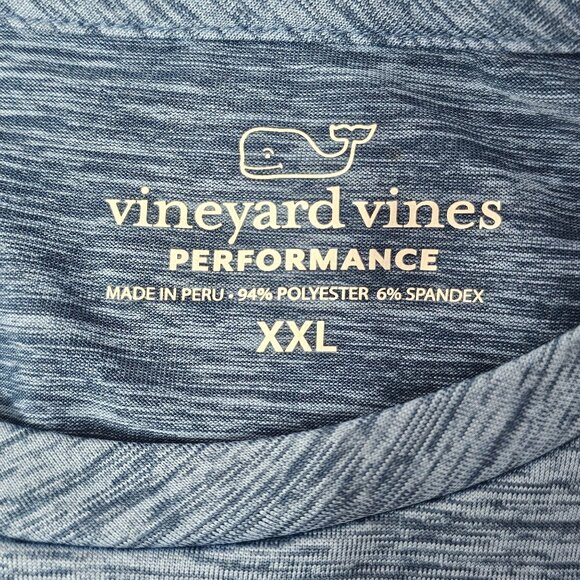 vineyard vines
PERFORMANCE
MADE IN PERU • 94% POLYESTER 6% SPANDEX
XXL